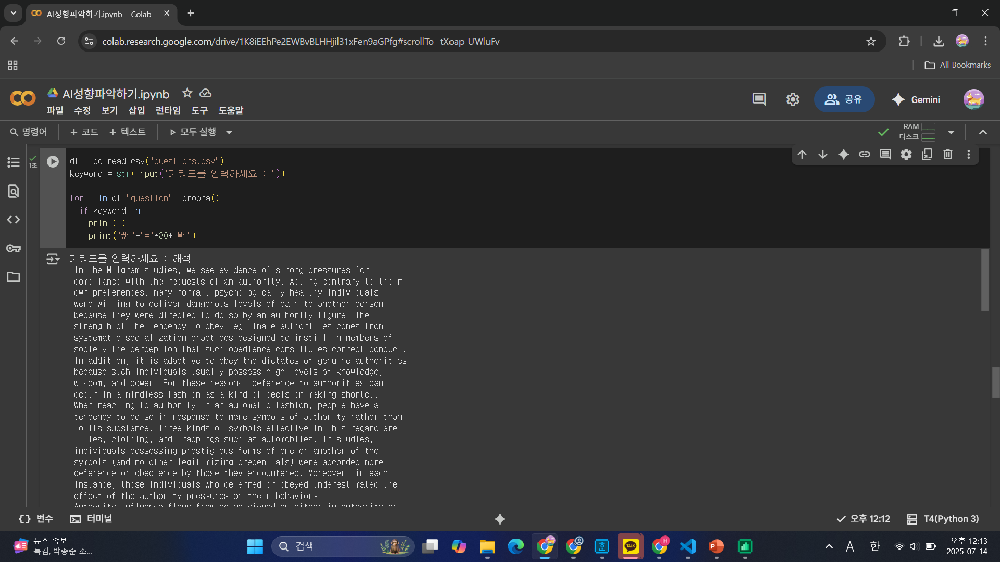 AI성향파악하기.ipynb - Colab
colab.research.google.com/drive/1K8iEEhPe2EWBvBLHHjil31xFen9aGPfg#scrollTo=tXoap-UWluFv
All Bookmarks
AI성향파악하기.ipynb
공유
Gemini
파일 수정 보기 삽입 런타임 도구 도움말
명령어 + 코드 + 텍스트 모두 실행
RAM
디스크
1초
df = pd.read_csv("questions.csv")
keyword = str(input("키워드를 입력하세요 : "))
for i in df["question"].dropna():
if keyword in i:
print(i)
print("₩n"+"="*80+"₩n")
키워드를 입력하세요 : 해석
In the Milgram studies, we see evidence of strong pressures for
compliance with the requests of an authority. Acting contrary to their
own preferences, many normal, psychologically healthy individuals
were willing to deliver dangerous levels of pain to another person
because they were directed to do so by an authority figure. The
strength of the tendency to obey legitimate authorities comes from
systematic socialization practices designed to instill in members of
society the perception that such obedience constitutes correct conduct.
In addition, it is adaptive to obey the dictates of genuine authorities
because such individuals usually possess high levels of knowledge,
wisdom, and power. For these reasons, deference to authorities can
occur in a mindless fashion as a kind of decision-making shortcut.
When reacting to authority in an automatic fashion, people have a
tendency to do so in response to mere symbols of authority rather than
to its substance. Three kinds of symbols effective in this regard are
titles, clothing, and trappings such as automobiles. In studies,
individuals possessing prestigious forms of one or another of the
symbols (and no other legitimizing credentials) were accorded more
deference or obedience by those they encountered. Moreover, in each
instance, those individuals who deferred or obeyed underestimated the
effect of the authority pressures on their behaviors.
Authority influence flows from being viewed as either in authority or
{} 변수 터미널
오후 12:12 T4(Python 3)
뉴스 속보
특검, 박종준 소...
검색
TALK
H
P
A 한
오후 12:13
2025-07-14